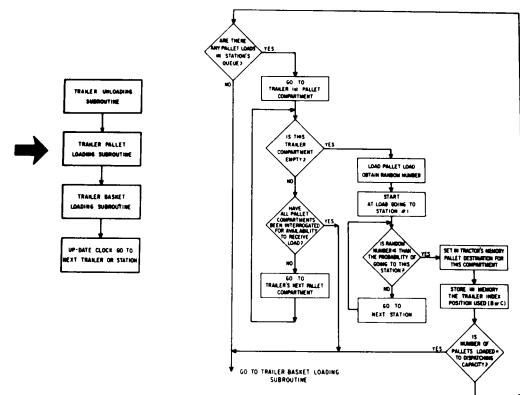 TRAILER UNLOADING
SUBROUTINE
TRAILER PALLET
LOADING SUBROUTINE
TRAILER BASKET
LOADING SUBROUTINE
UP-DATE CLOCK GO TO
NEXT TRAILER OR STATION
ARE THERE
ANY PALLET LOADS
IN STATION'S
QUEUE?
YES
NO
GO TO
TRAILER 1st PALLET
COMPARTMENT
IS THIS
TRAILER
COMPARTMENT
EMPTY?
YES
NO
LOAD PALLET LOAD
OBTAIN RANDOM NUMBER
START
AT LOAD GOING TO
STATION #1
HAVE
ALL PALLET
COMPARTMENTS
BEEN INTERROGATED
FOR AVAILABILITY
TO RECEIVE
LOAD?
YES
NO
GO TO
TRAILER'S NEXT PALLET
COMPARTMENT
IS RANDOM
NUMBER < THAN
THE PROBABILITY OF
GOING TO THIS
STATION?
YES
NO
GO TO
NEXT STATION
SET IN TRACTOR'S MEMORY
PALLET DESTINATION FOR
THIS COMPARTMENT
STORE IN MEMORY
THE TRAILER INDEX
POSITION USED (B or C)
IS
NUMBER OF
PALLETS LOADED =
TO DISPATCHING
CAPACITY?
YES
GO TO TRAILER BASKET LOADING
SUBROUTINE